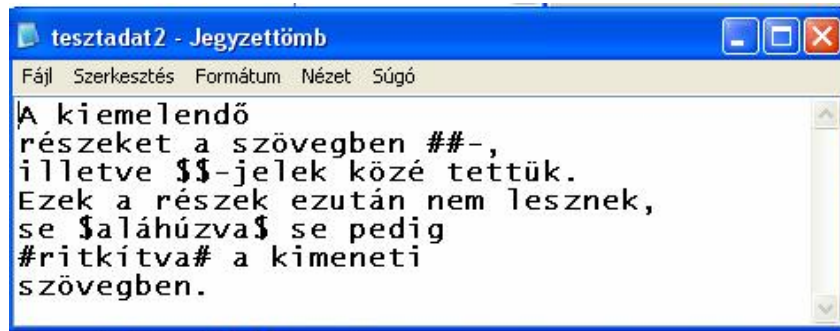 tesztadat2 - Jegyzettömb
Fájl Szerkesztés Formátum Nézet Súgó
A kiemelendő
részeket a szövegben ##-,
illetve $$-jelek közé tettük.
Ezek a részek ezután nem lesznek,
se $aláhúzva$ se pedig
#ritkítva# a kimeneti
szövegben.